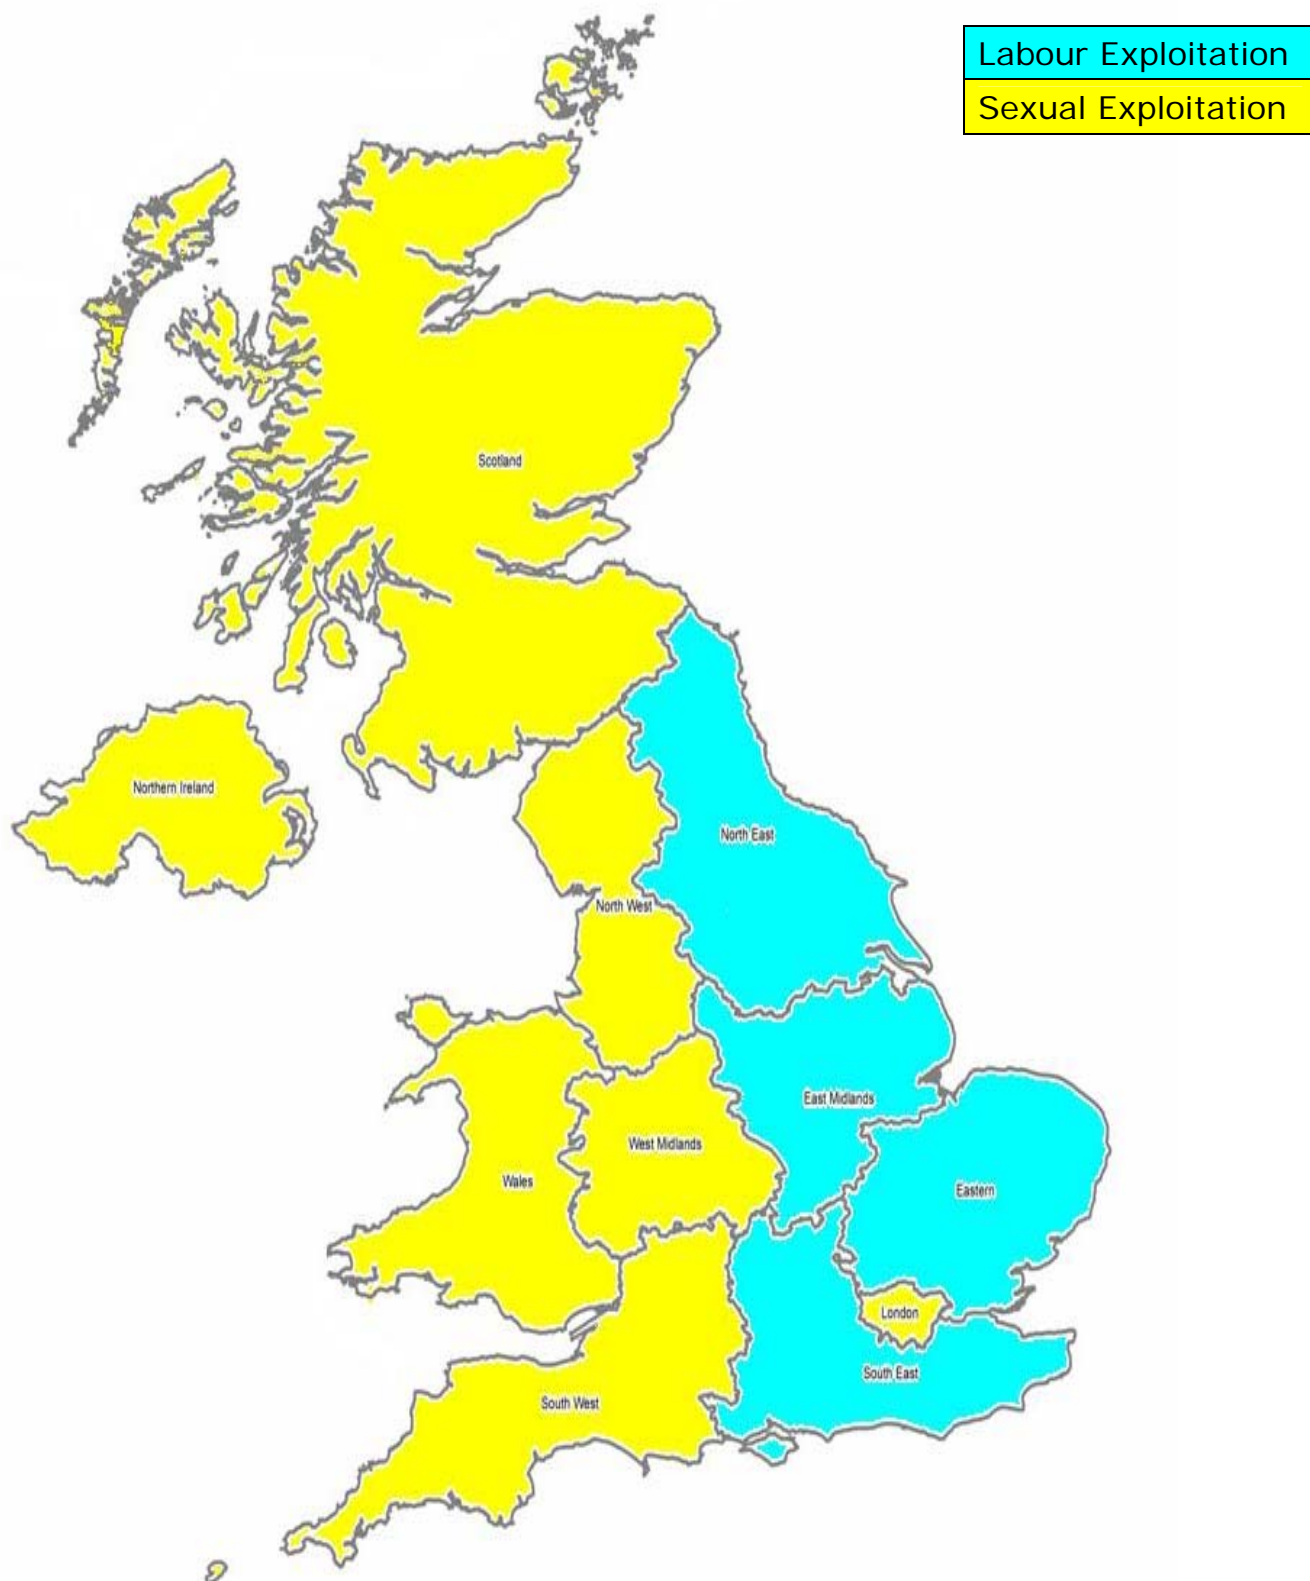 Labour Exploitation
Sexual Exploitation
Scotland
Northern Ireland
North East
North West
East Midlands
West Midlands
Wales
Eastern
London
South East
South West